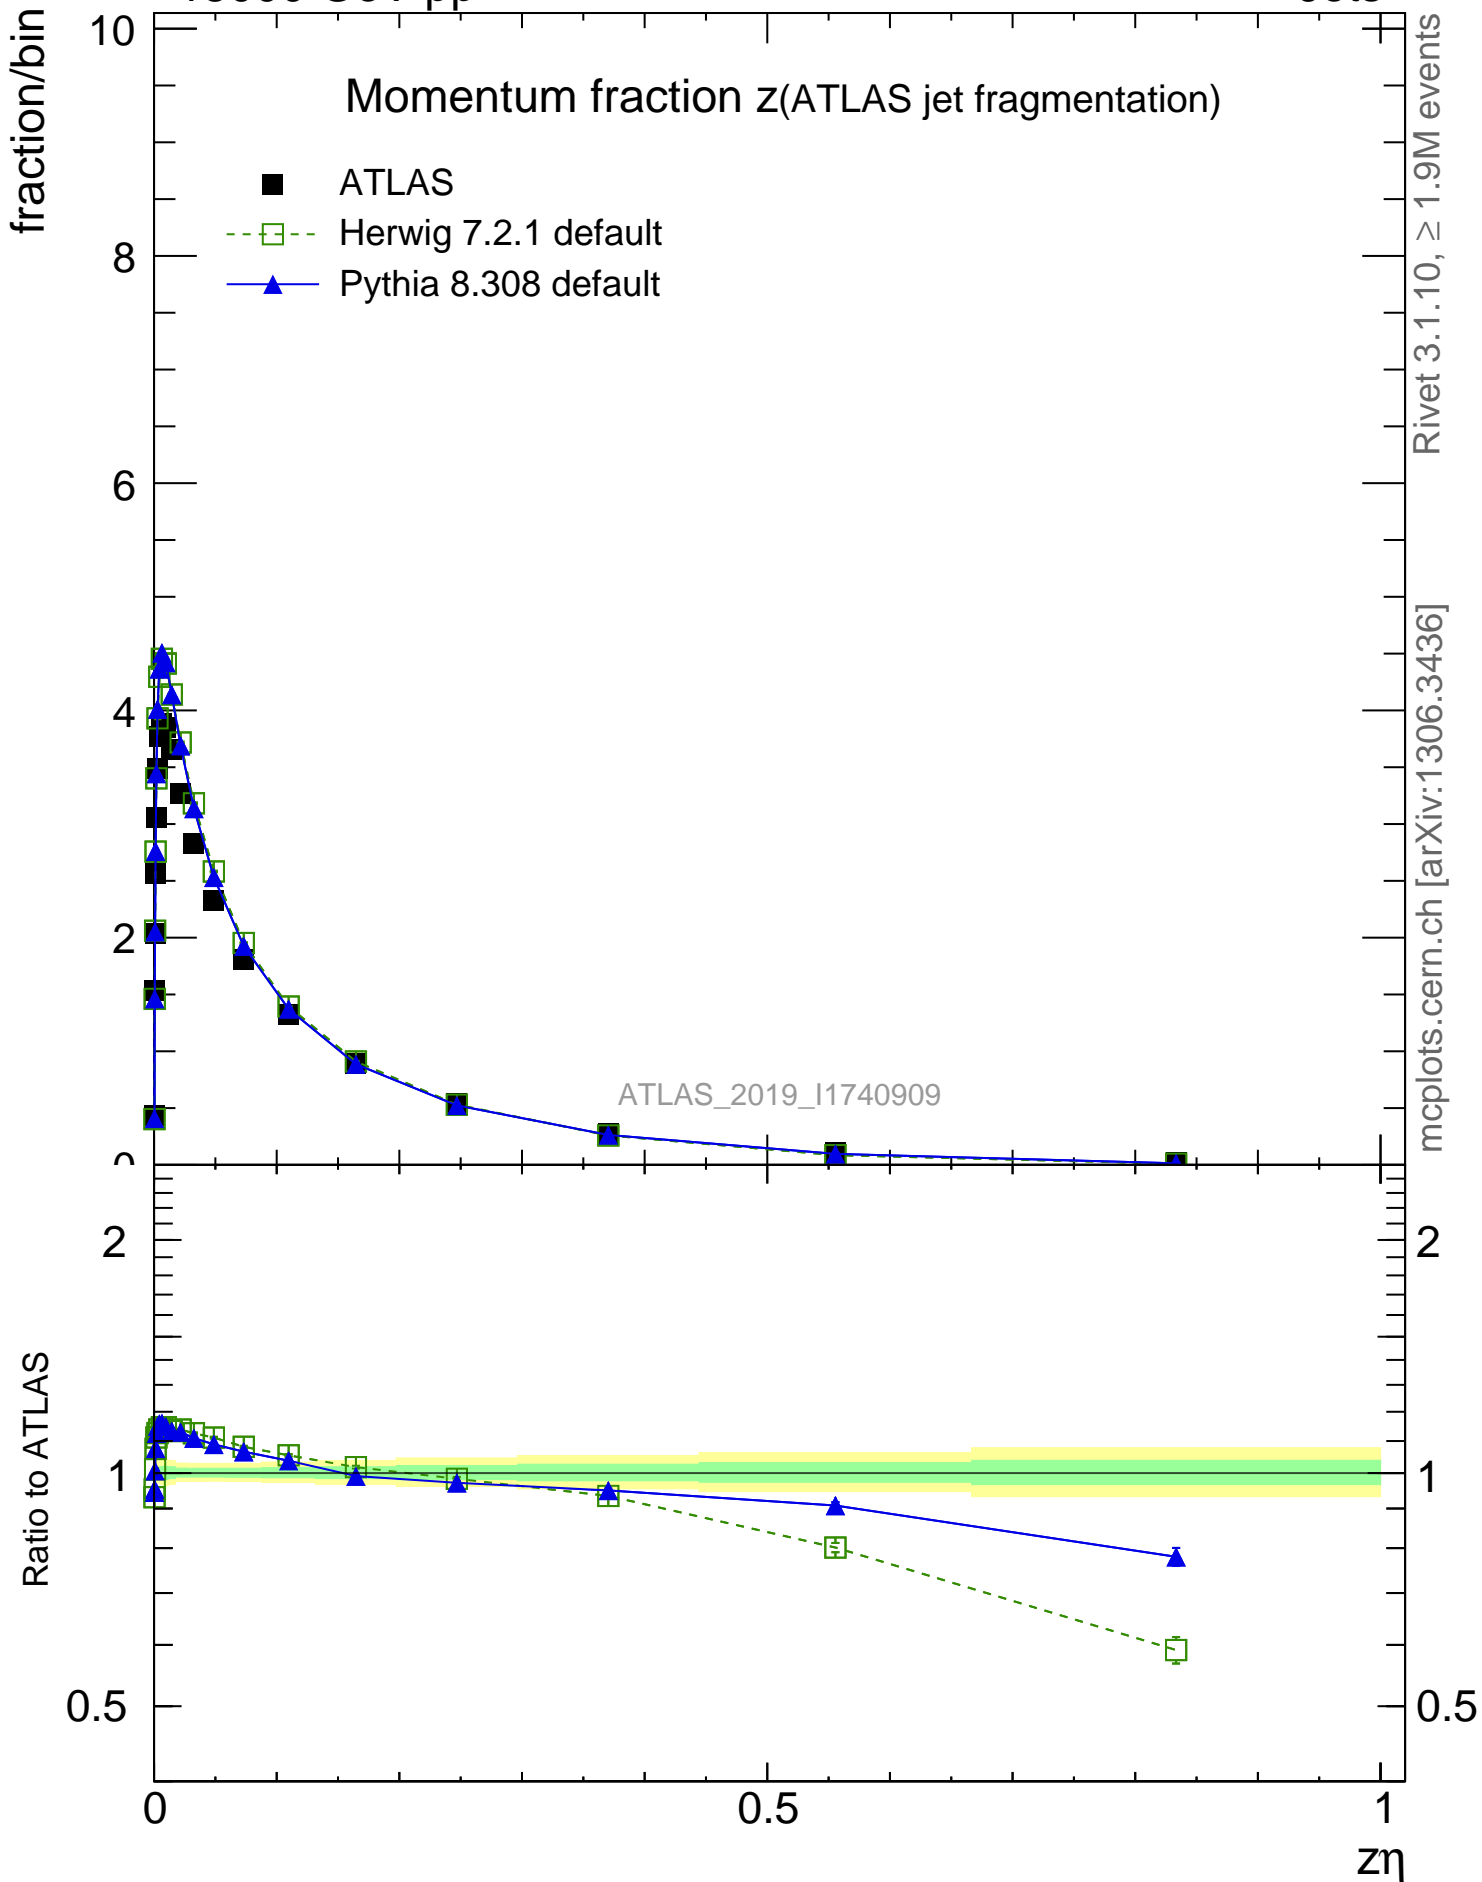 fraction/bin
10
Momentum fraction z(ATLAS jet fragmentation)
ATLAS
Herwig 7.2.1 default
Pythia 8.308 default
8
6
4
2
ATLAS_2019_I1740909
Rivet 3.1.10, ≥ 1.9M events
mcplots.cern.ch [arXiv:1306.3436]
Ratio to ATLAS
2
2
1
1
0.5
0.5
0
0.5
1
zη